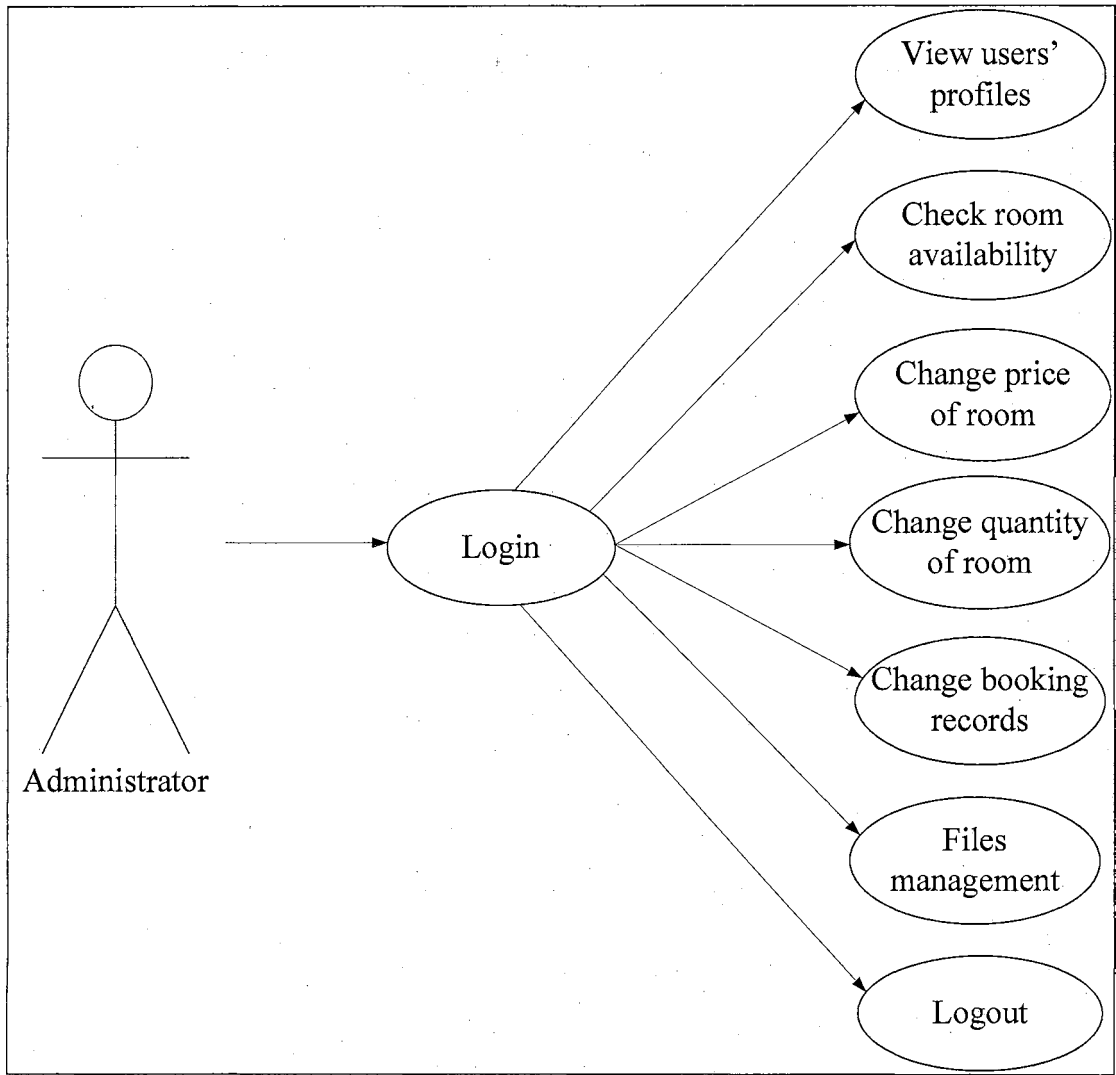 View users’
profiles
Check room
availability
Change price
of room
Change quantity
of room
Login
Change booking
records
Administrator
Files
management
Logout